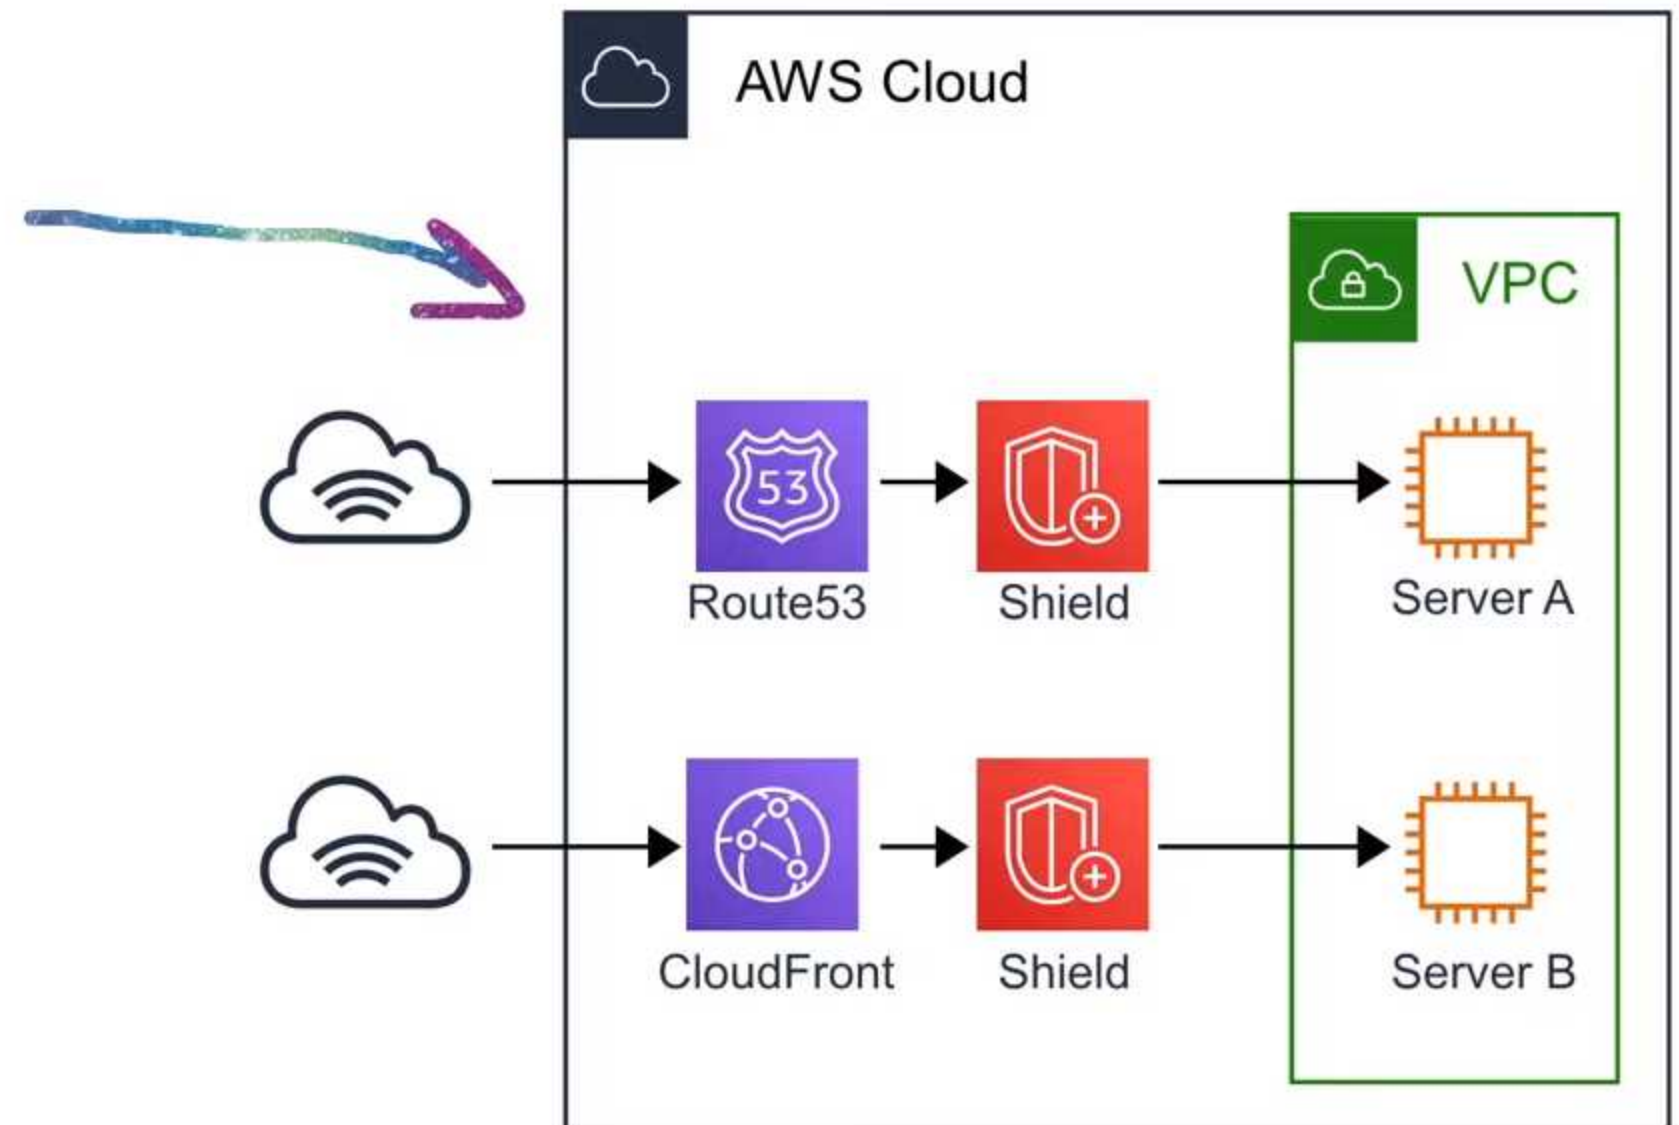 AWS Cloud
VPC
53
Route53
Shield
Server A
CloudFront
Shield
Server B